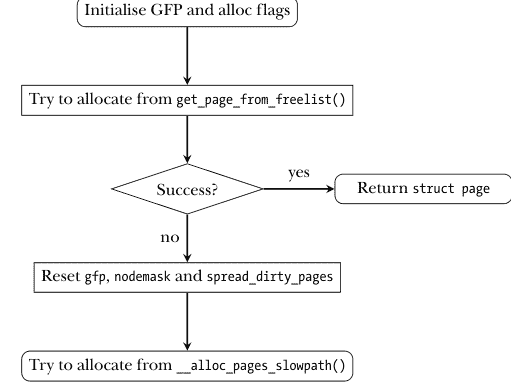 Initialise GFP and alloc flags
Try to allocate from get_page_from_freelist()
Success?
yes
Return struct page
no
Reset gfp, nodemask and spread_dirty_pages
Try to allocate from __alloc_pages_slowpath()